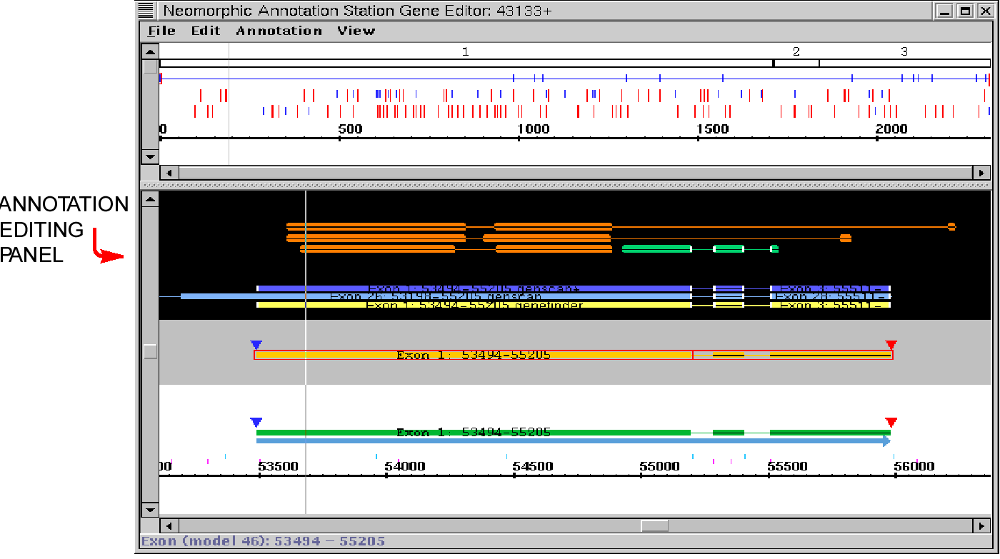 Neomorphic Annotation Station Gene Editor: 43133+
File Edit Annotation View
1 2 3
0 500 1000 1500 2000
ANNOTATION
EDITING
PANEL
Exon 1: 53494-55205 genscan+ Exon 3: 55511-
Exon 26: 53198-55205 genscan Exon 28: 55511-
Exon 1: 53494-55205 genefinder Exon 3: 55511-
Exon 1: 53494-55205
Exon 1: 53494-55205
00 53500 54000 54500 55000 55500 56000
Exon (model 46): 53494 - 55205